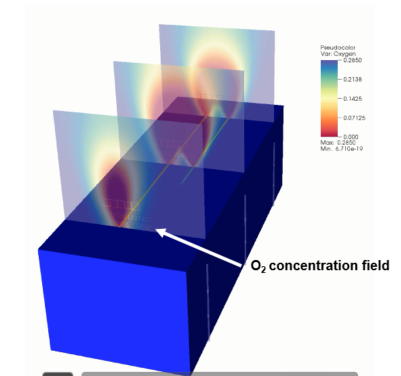 Pseudocolor
Var: Oxygen
0.2850
0.2138
0.1425
0.07125
0.000
Max: 0.2850
Min: 6.710e-19
O₂ concentration field